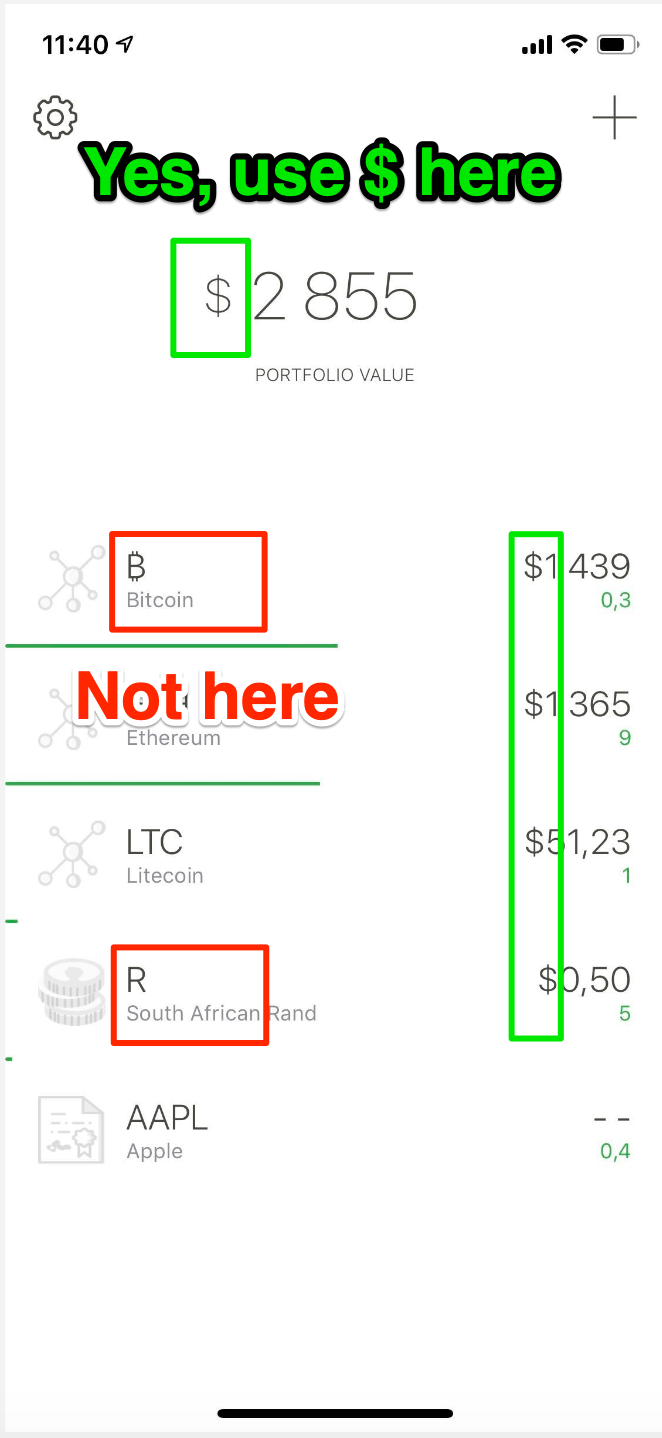 11:40
Yes, use $ here
$ 2 855
PORTFOLIO VALUE
₿
Bitcoin
$1 439
0,3
Not here
Ethereum
$1 365
9
LTC
Litecoin
$51,23
1
R
South African Rand
$0,50
5
AAPL
Apple
- -
0,4